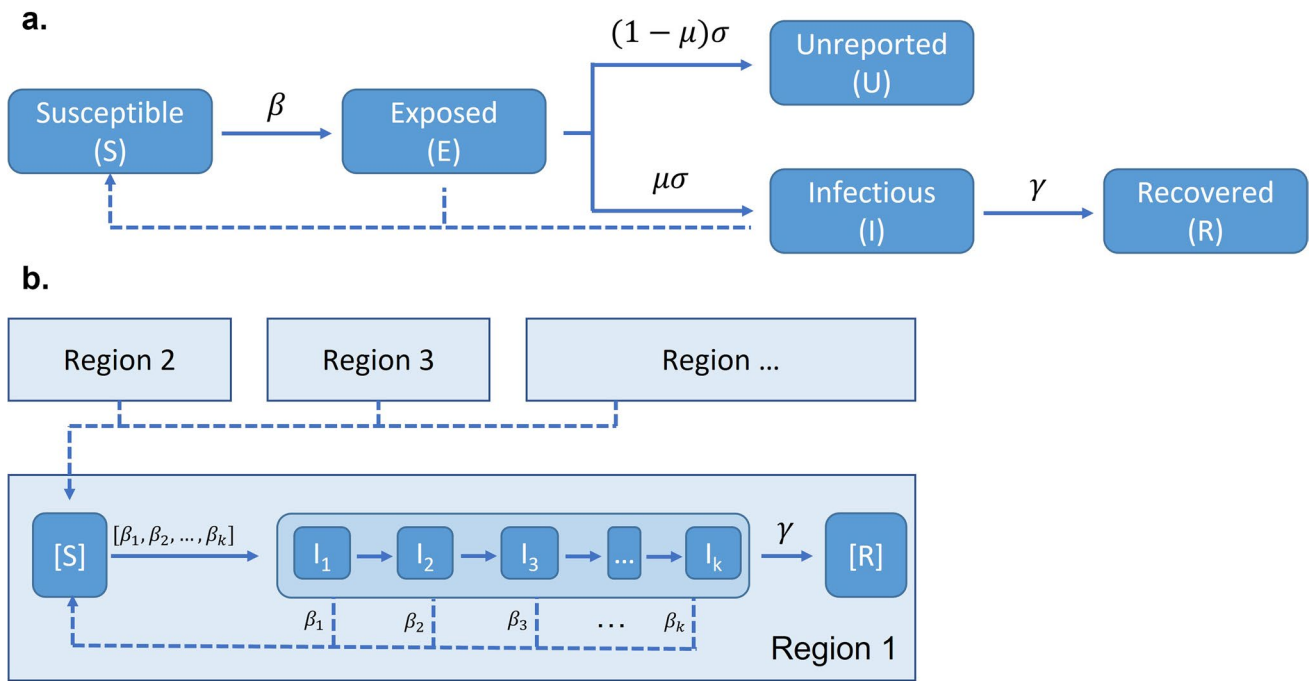 a.
(1 − μ)σ
Unreported
(U)
Susceptible
(S)
β
Exposed
(E)
μσ
Infectious
(I)
γ
Recovered
(R)
b.
Region 2
Region 3
Region ...
[S]
[β₁, β₂, ..., βₖ]
I₁
I₂
I₃
...
Iₖ
γ
[R]
β₁
β₂
β₃
...
βₖ
Region 1